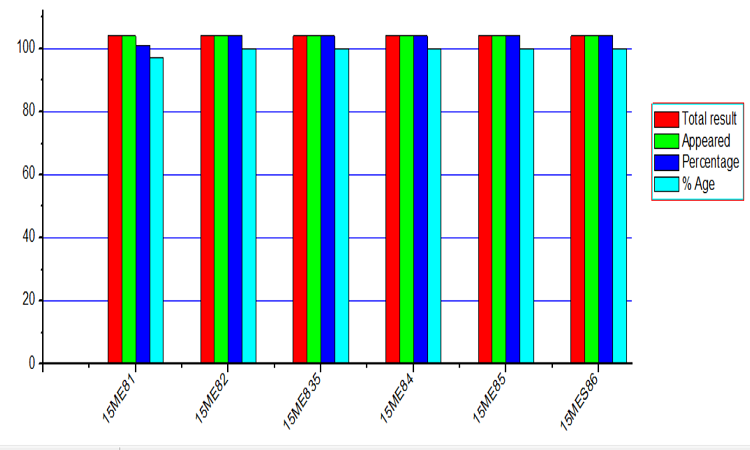 100
80
60
40
20
0
15ME81
15ME82
15ME835
15ME84
15ME85
15MES86
Total result
Appeared
Percentage
% Age